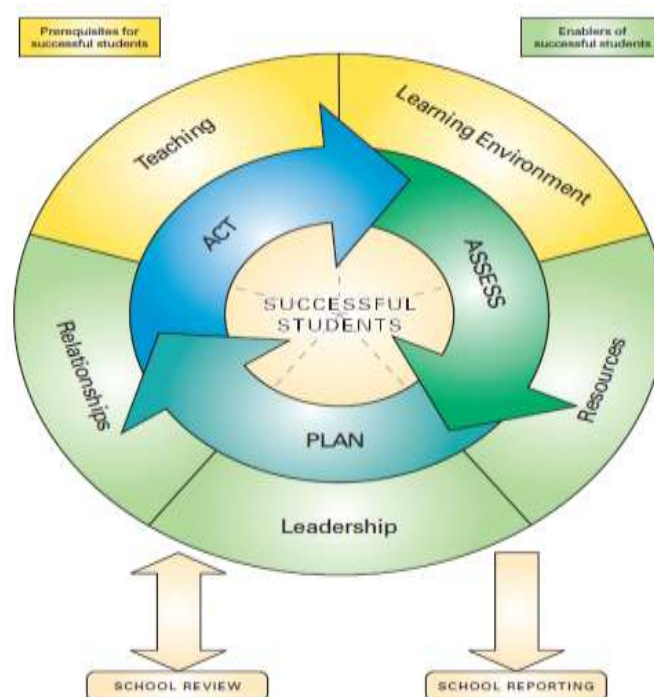 Prerequisites for
successful students
Enablers of
successful students
Teaching
Learning Environment
ACT
ASSESS
SUCCESSFUL
STUDENTS
Relationships
Resources
PLAN
Leadership
SCHOOL REVIEW
SCHOOL REPORTING